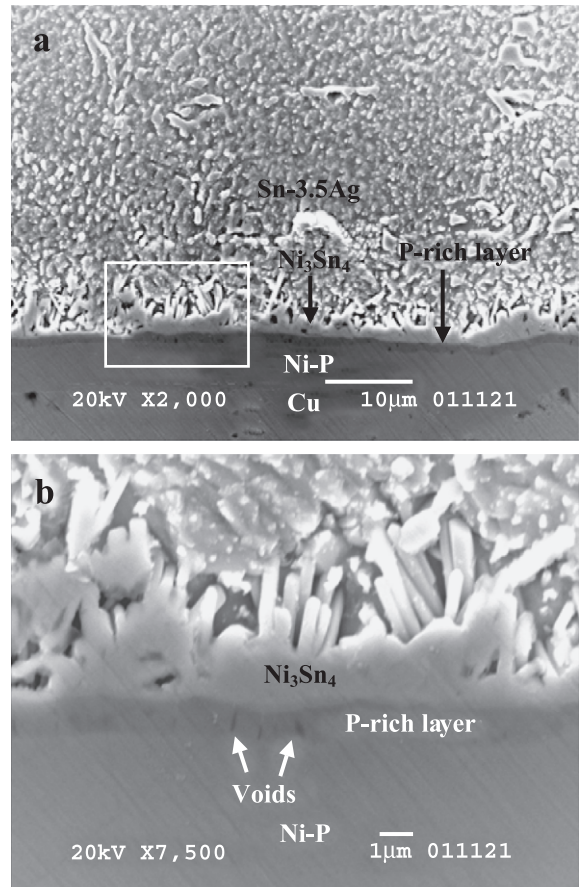 a
Sn-3.5Ag
P-rich layer
Ni₃Sn₄
Ni-P
Cu
20kV X2,000 10μm 011121
b
Ni₃Sn₄
P-rich layer
Voids
Ni-P
20kV X7,500 1μm 011121